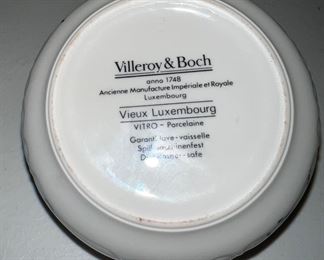 Villeroy & Boch
anno 1748
Ancienne Manufacture Impériale et Royale
Luxembourg
Vieux Luxembourg
VITRO - Porcelaine
Garanti lave-vaisselle
Spülmaschinenfest
Dishwasher-safe